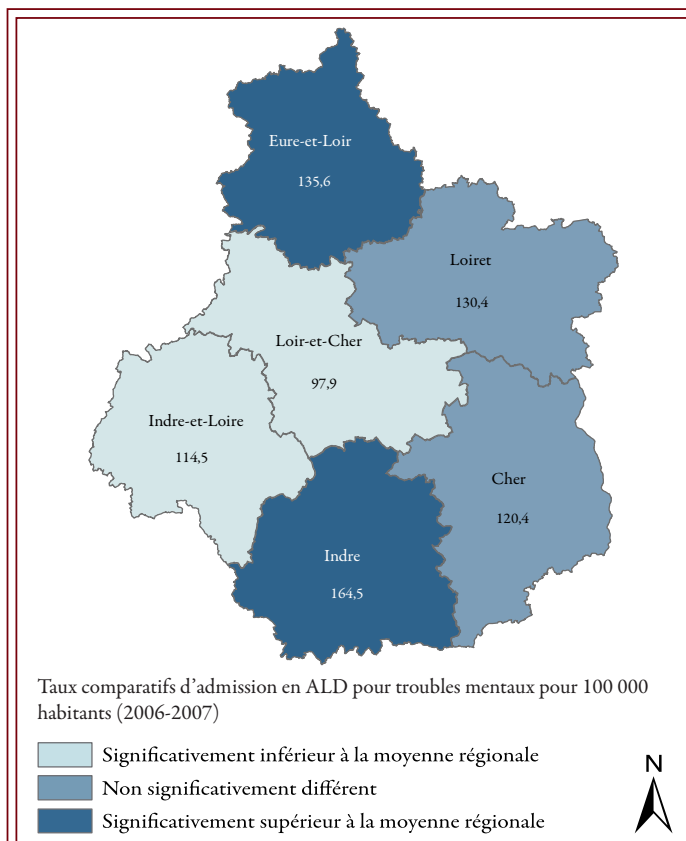 Eure-et-Loir
135,6
Loiret
130,4
Loir-et-Cher
97,9
Indre-et-Loire
114,5
Cher
120,4
Indre
164,5
Taux comparatifs d’admission en ALD pour troubles mentaux pour 100 000
habitants (2006-2007)
Significativement inférieur à la moyenne régionale
Non significativement différent
Significativement supérieur à la moyenne régionale
N